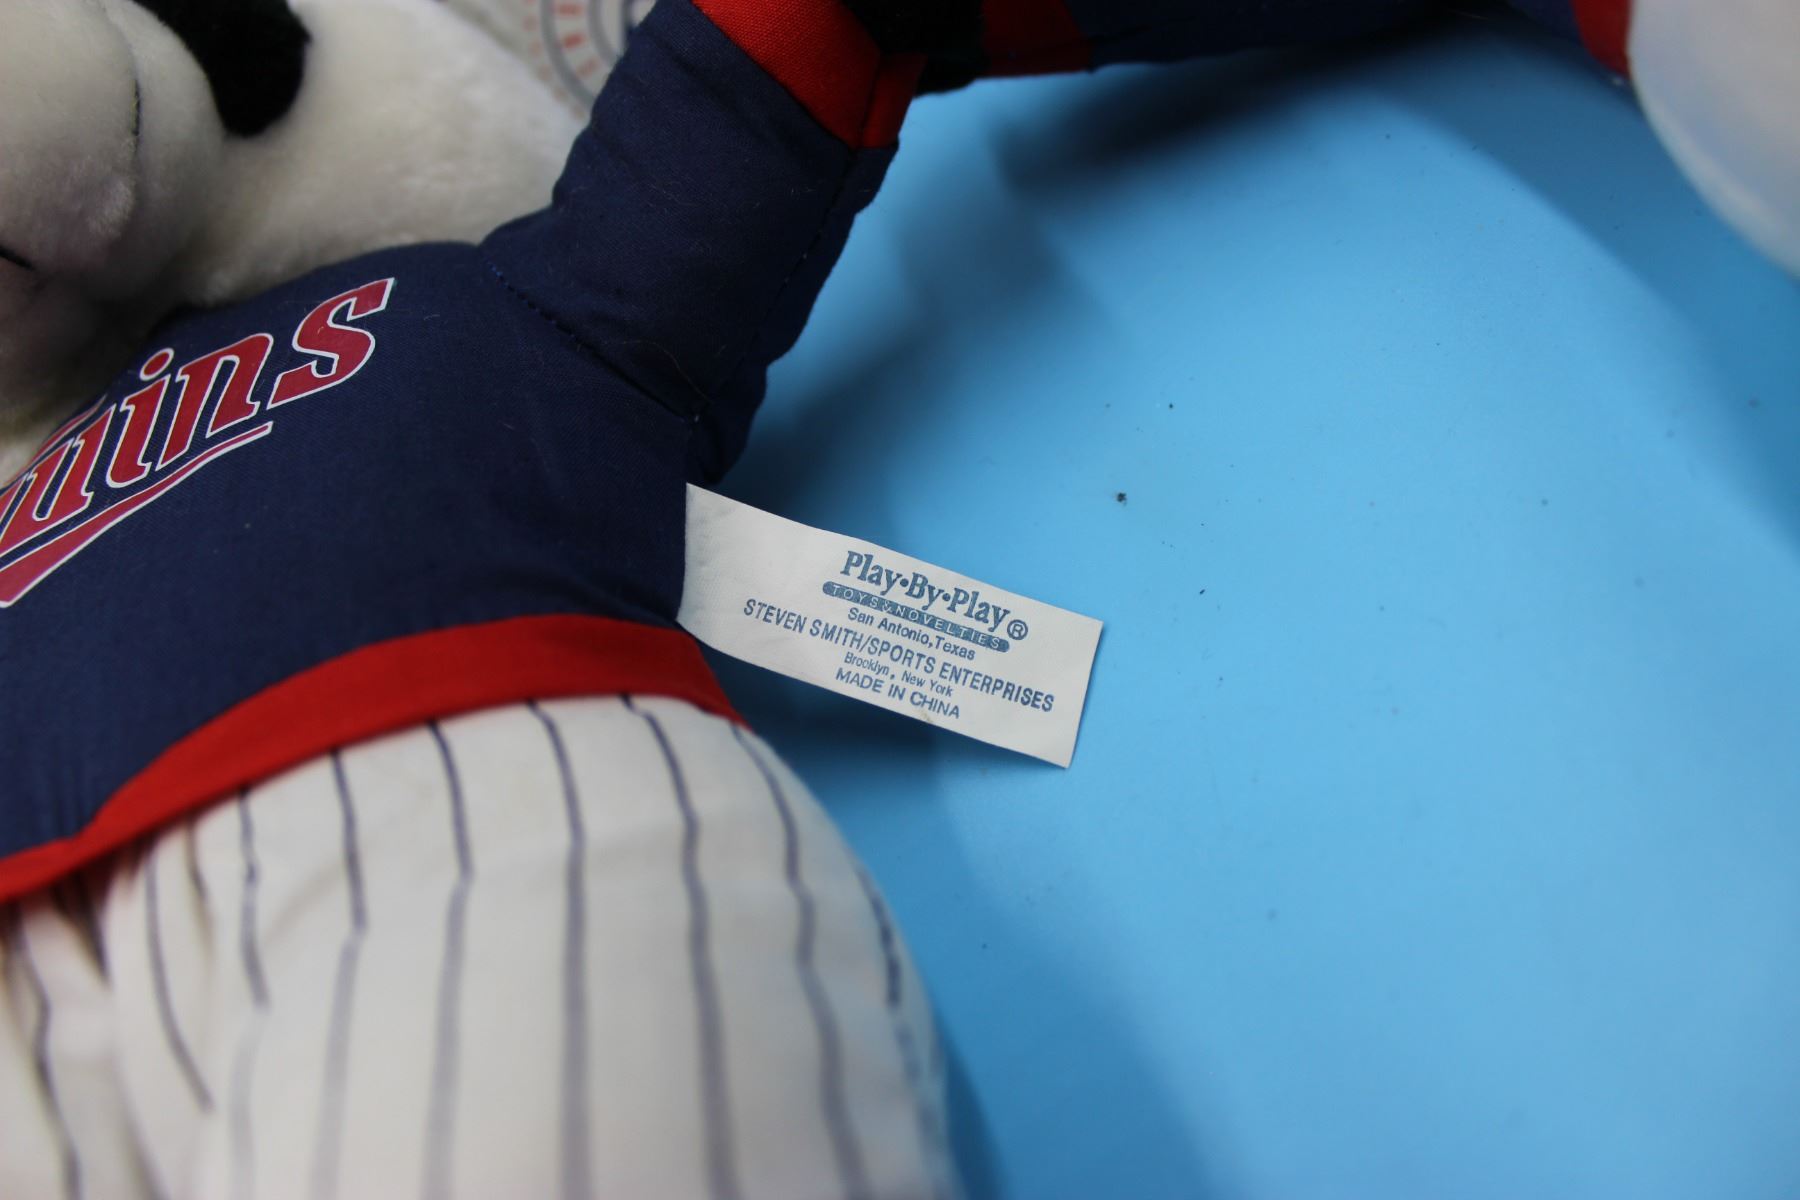 Twins
Play•By•Play®
TOYS & NOVELTIES
San Antonio, Texas
STEVEN SMITH/SPORTS ENTERPRISES
Brooklyn, New York
MADE IN CHINA